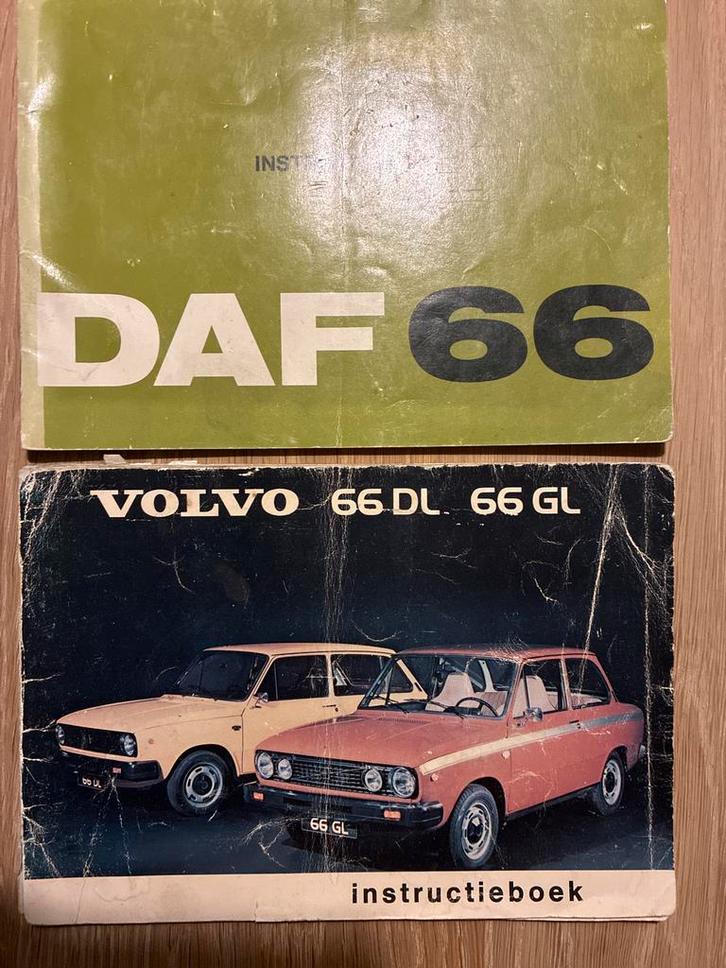 DAF 66
VOLVO 66 DL 66 GL
66 DL
66 GL
instructieboek